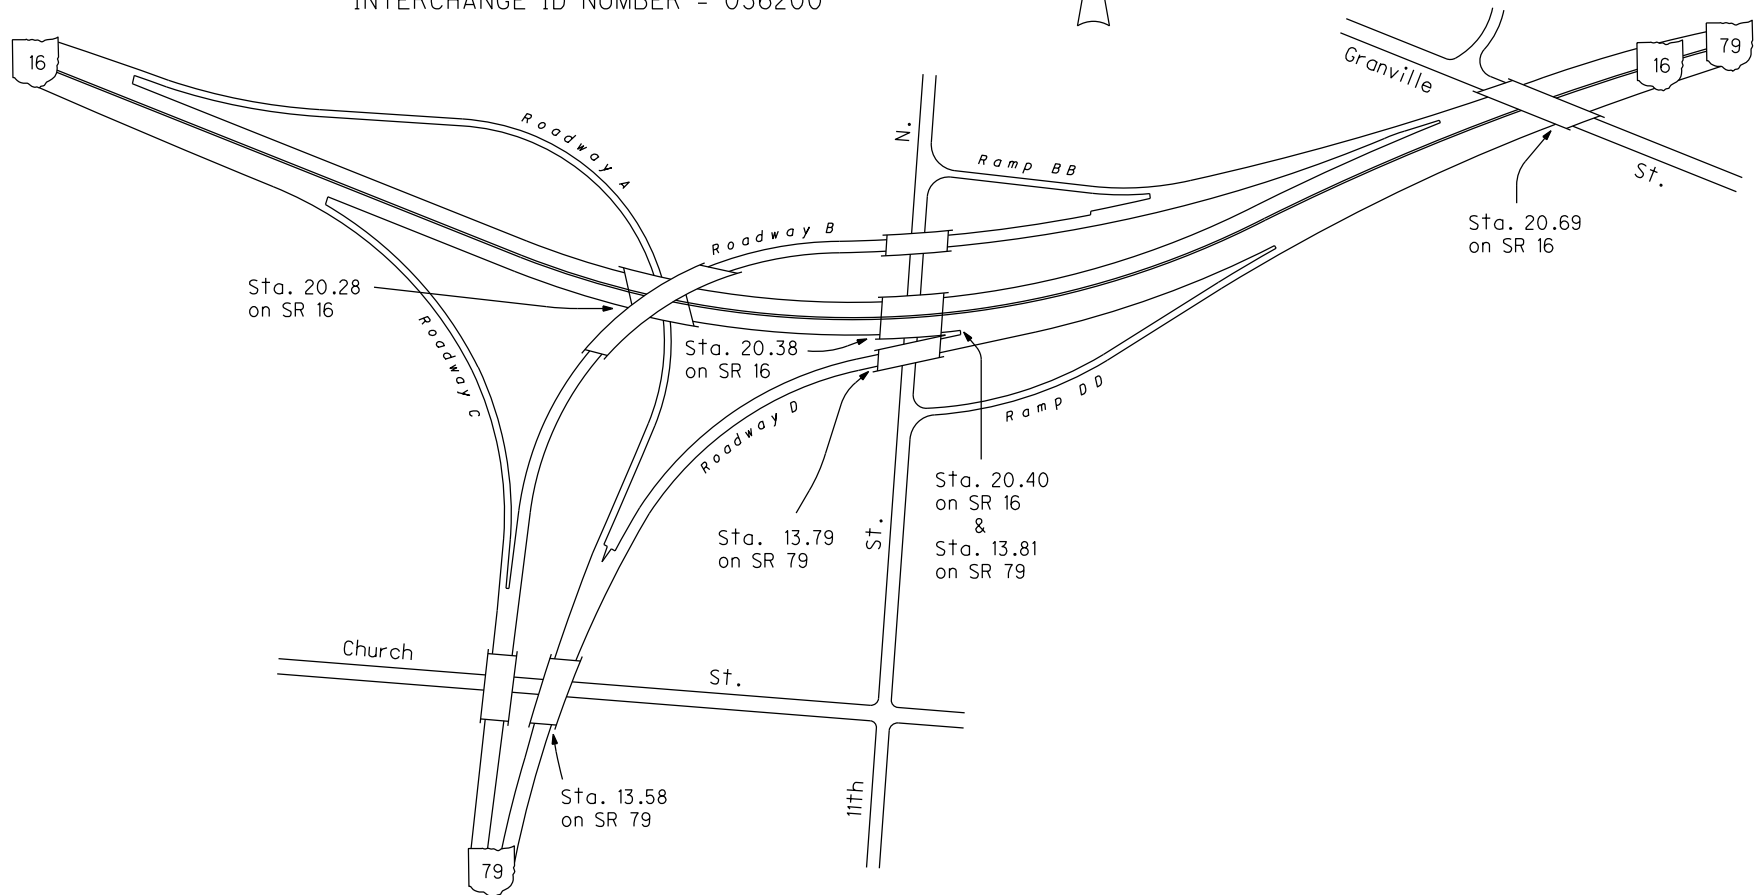 INTERCHANGE ID NUMBER = 056200
16
79
16
Granville
St.
N.
Roadway A
Ramp BB
Roadway B
Sta. 20.69
on SR 16
Sta. 20.28
on SR 16
Roadway C
Sta. 20.38
on SR 16
Roadway D
Ramp DD
Sta. 20.40
on SR 16
&
Sta. 13.81
on SR 79
Sta. 13.79
on SR 79
St.
Church
St.
Sta. 13.58
on SR 79
11th
79